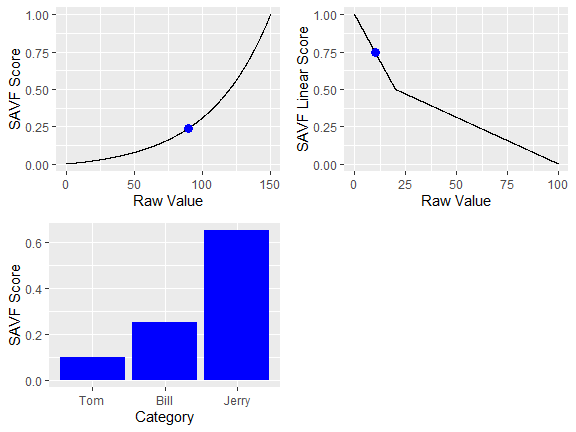 SAVF Score
1.00
0.75
0.50
0.25
0.00
0 50 100 150
Raw Value
SAVF Linear Score
1.00
0.75
0.50
0.25
0.00
0 25 50 75 100
Raw Value
SAVF Score
0.6
0.4
0.2
0.0
Tom Bill Jerry
Category